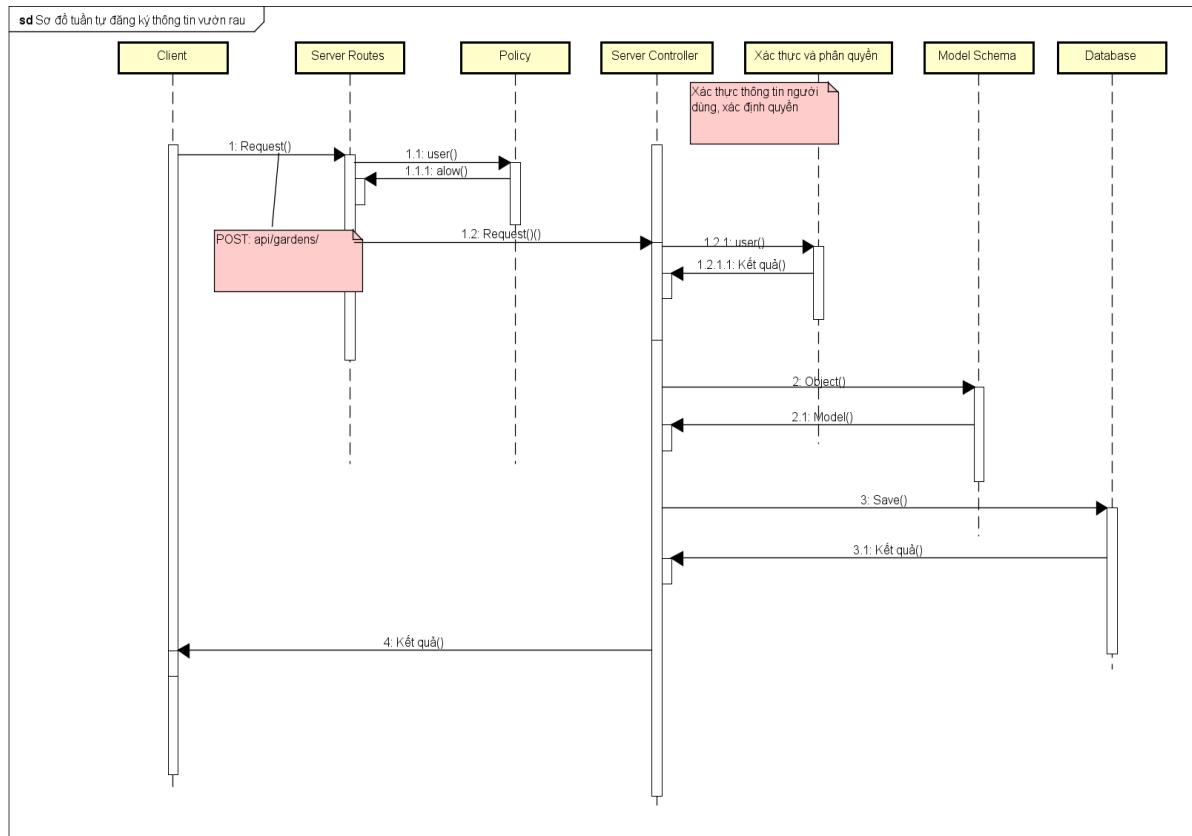 sd Sơ đồ tuần tự đăng ký thông tin vườn rau
Client
Server Routes
Policy
Server Controller
Xác thực và phân quyền
Model Schema
Database
Xác thực thông tin người
dùng, xác định quyền
1: Request()
1.1: user()
1.1.1: alow()
POST: api/gardens/
1.2: Request()()
1.2.1: user()
1.2.1.1: Kết quả()
2: Object()
2.1: Model()
3: Save()
3.1: Kết quả()
4: Kết quả()